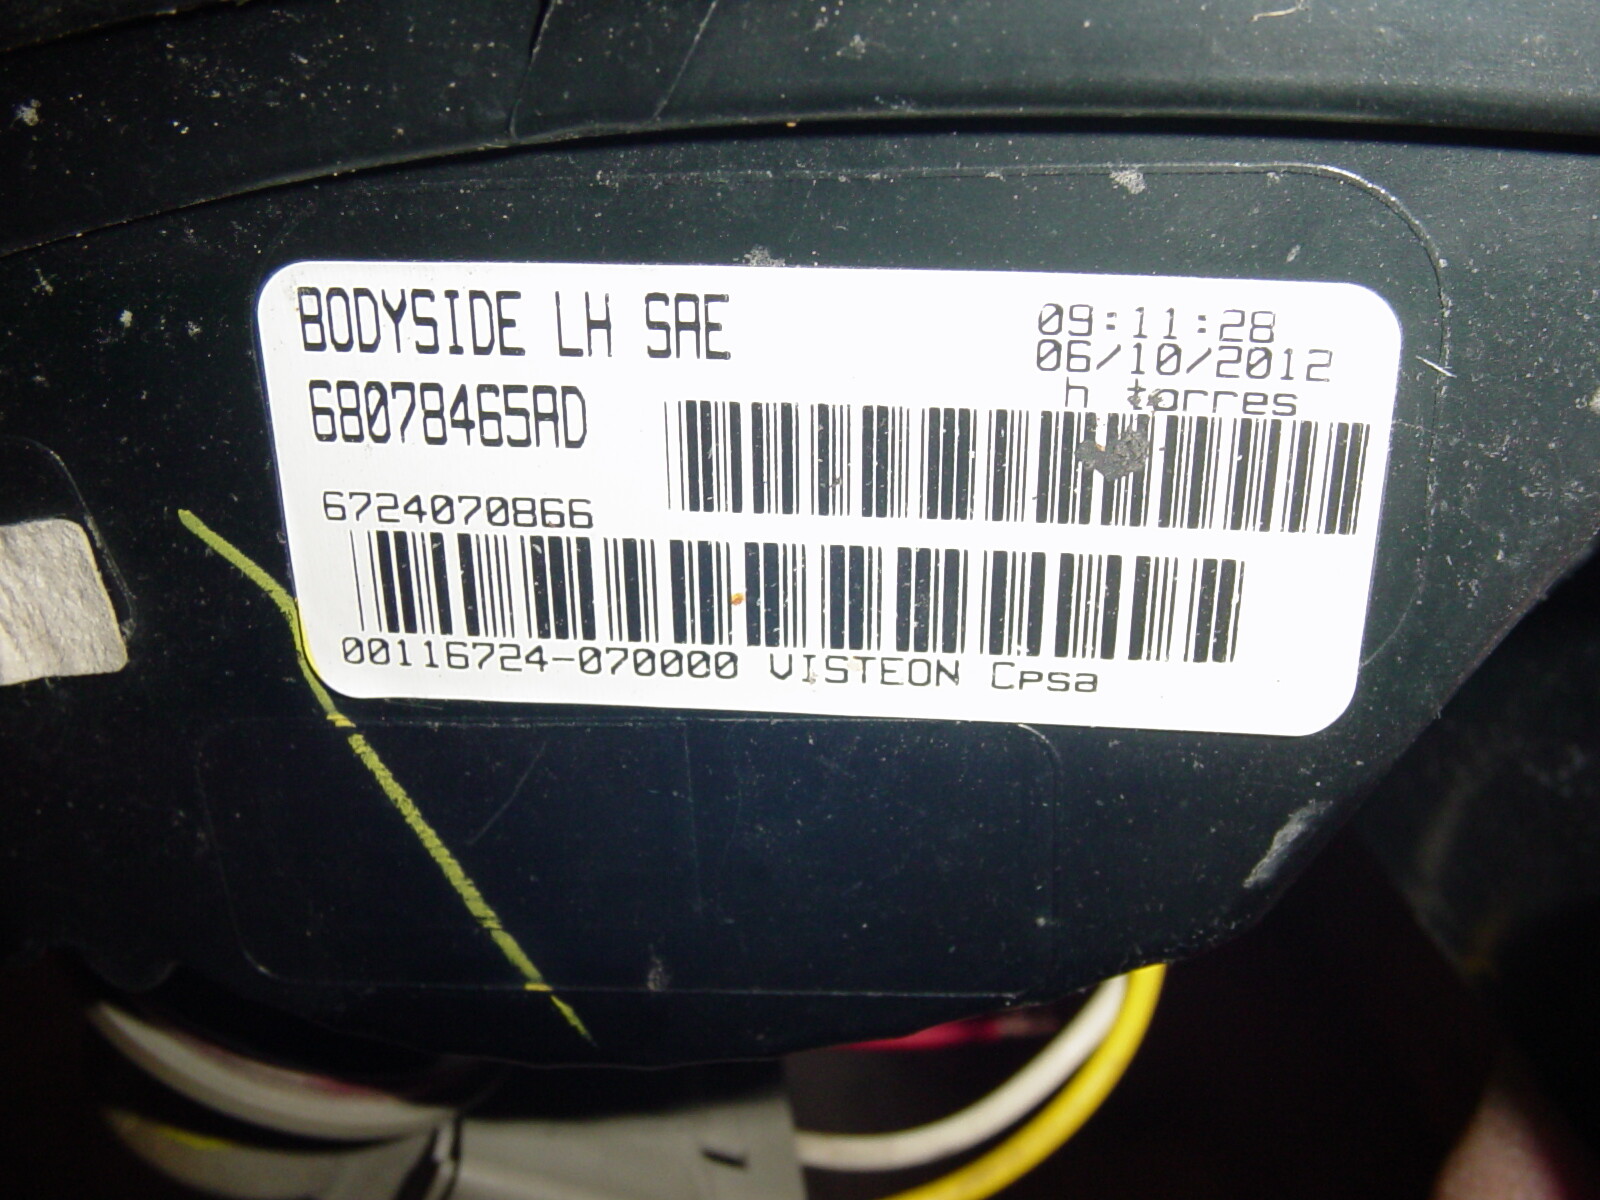 BODYSIDE LH SAE
09:11:28
06/10/2012
h torres
68078465AD
6724070866
00116724-070000 VISTEON Cpsa